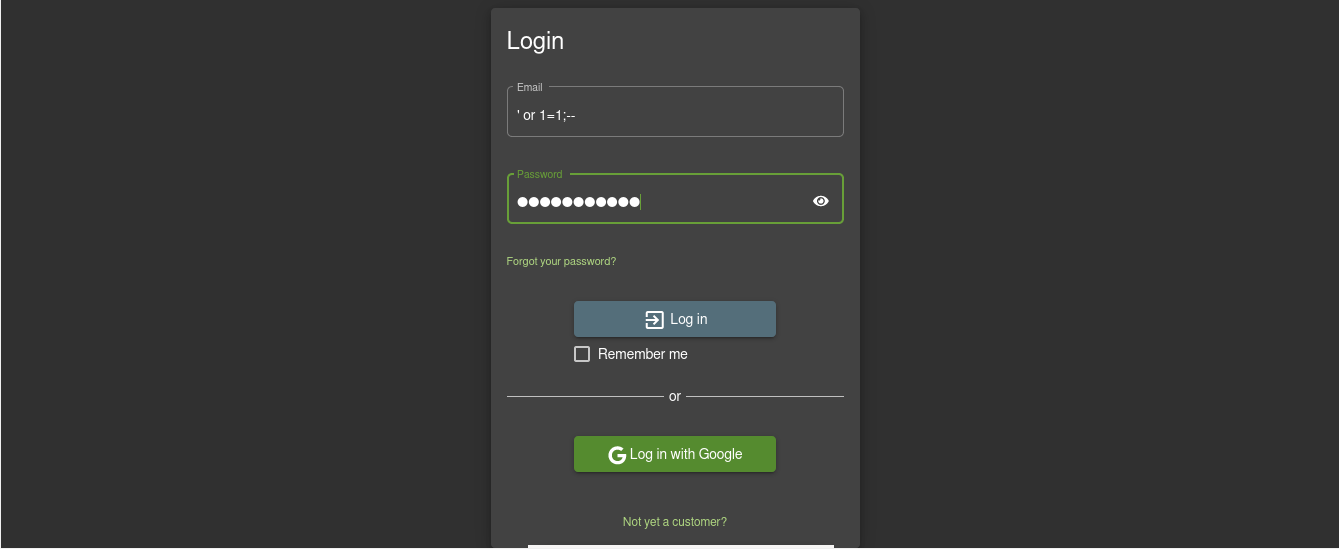 Login
Email
' or 1=1;--
Password
●●●●●●●●●●●
Forgot your password?
Log in
Remember me
or
Log in with Google
Not yet a customer?